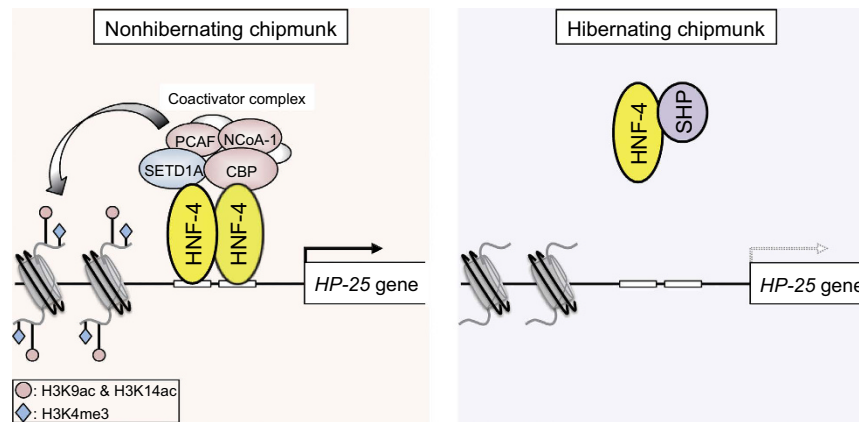 Nonhibernating chipmunk
Coactivator complex
PCAF
NCoA-1
SETD1A
CBP
HNF-4
HNF-4
HP-25 gene
: H3K9ac & H3K14ac
: H3K4me3
Hibernating chipmunk
HNF-4
SHP
HP-25 gene